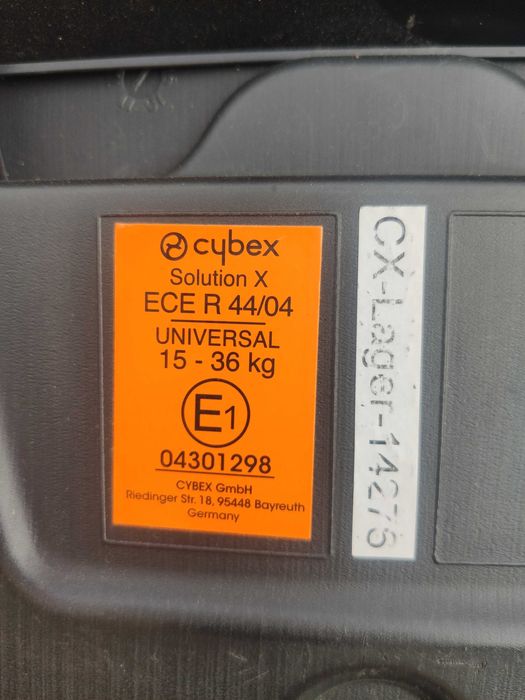 cybex
Solution X
ECE R 44/04
UNIVERSAL
15 - 36 kg
E1
04301298
CYBEX GmbH
Riedinger Str. 18, 95448 Bayreuth
Germany
CX-Lager-14276